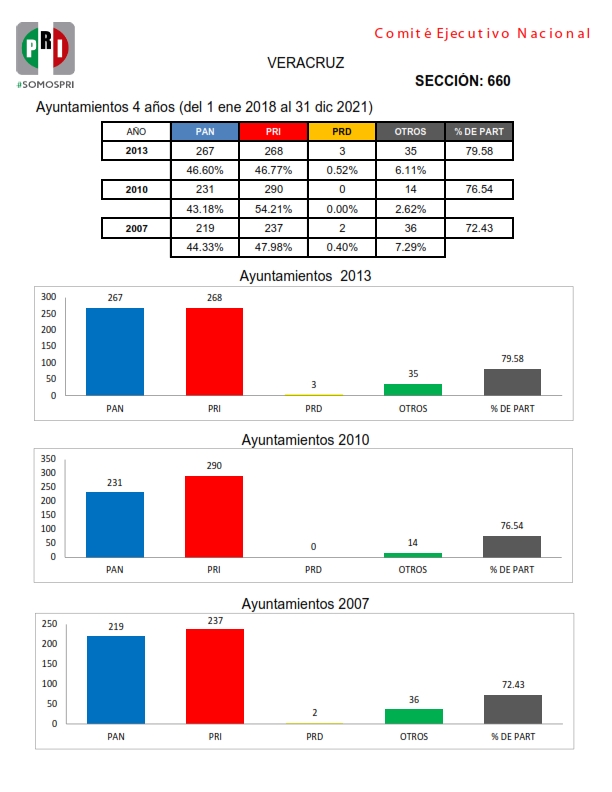 Comité Ejecutivo Nacional
PRI
#SOMOSPRI
VERACRUZ
SECCIÓN: 660
Ayuntamientos 4 años (del 1 ene 2018 al 31 dic 2021)
AÑO PAN PRI PRD OTROS % DE PART
2013 267 268 3 35 79.58
46.60% 46.77% 0.52% 6.11%
2010 231 290 0 14 76.54
43.18% 54.21% 0.00% 2.62%
2007 219 237 2 36 72.43
44.33% 47.98% 0.40% 7.29%
Ayuntamientos 2013
300
250
200
150
100
50
0
267 268 3 35 79.58
PAN PRI PRD OTROS % DE PART
Ayuntamientos 2010
350
300
250
200
150
100
50
0
231 290 0 14 76.54
PAN PRI PRD OTROS % DE PART
Ayuntamientos 2007
250
200
150
100
50
0
219 237 2 36 72.43
PAN PRI PRD OTROS % DE PART